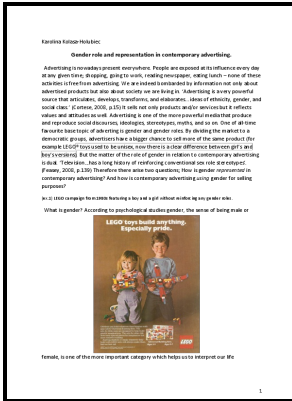 Karolina Kolasa-Holubiec
Gender role and representation in contemporary advertising.
Advertising is nowadays present everywhere. People are exposed at its influence every day
at any given time; shopping, going to work, reading newspaper, eating lunch – none of these
activities is free from advertising. We are indeed bombarded by information not only about
advertised products but also about society we are living in. 'Advertising is a very powerful
source that articulates, develops, transforms, and elaborates...ideas of ethnicity, gender, and
social class.' (Cortese, 2008, p.15) It sells not only products and/or services but it reflects
values and attitudes as well. Advertising is one of the more powerful media that produce
and reproduce social discourses, ideologies, stereotypes, myths, and so on. One of all-time
favourite basic topic of adverting is gender and gender roles. By dividing the market to a
democratic groups, advertisers have a bigger chance to sell more of the same product (for
example LEGO® toys used to be unisex, now there is a clear difference between girl's and
boy's versions). But the matter of the role of gender in relation to contemporary advertising
is dual. 'Television...has a long history of reinforcing conventional sex role stereotypes'.
(Feasey, 2008, p.139) Therefore there arise two questions; How is gender represented in
contemporary advertising? And how is contemporary advertising using gender for selling
purposes?
(ex.1) LEGO campaign from 1980s featuring a boy and a girl without reinforcing any gender roles.
What is gender? According to psychological studies gender, the sense of being male or
LEGO toys build anything.
Especially pride.
LEGO
female, is one of the more important category which helps us to interpret our life
1